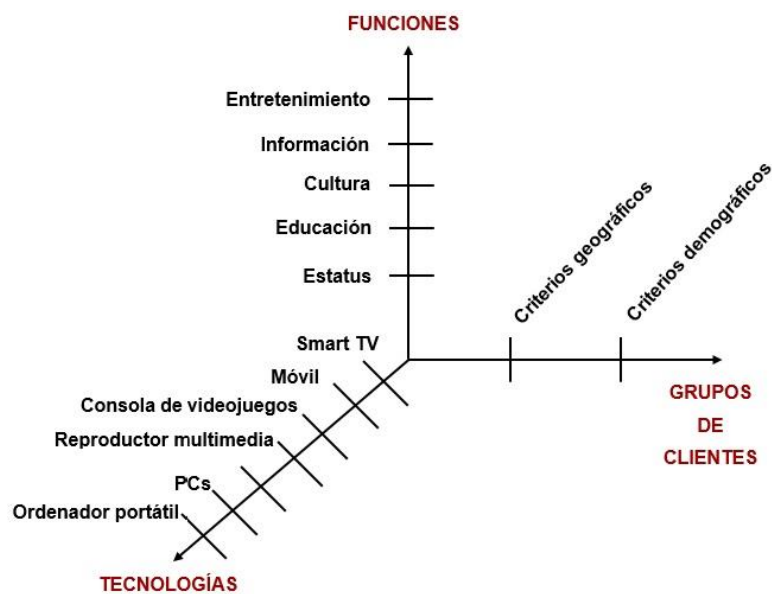 FUNCIONES
Entretenimiento
Información
Cultura
Educación
Estatus
Criterios geográficos
Criterios demográficos
Smart TV
Móvil
Consola de videojuegos
Reproductor multimedia
PCs
Ordenador portátil
GRUPOS
DE
CLIENTES
TECNOLOGÍAS